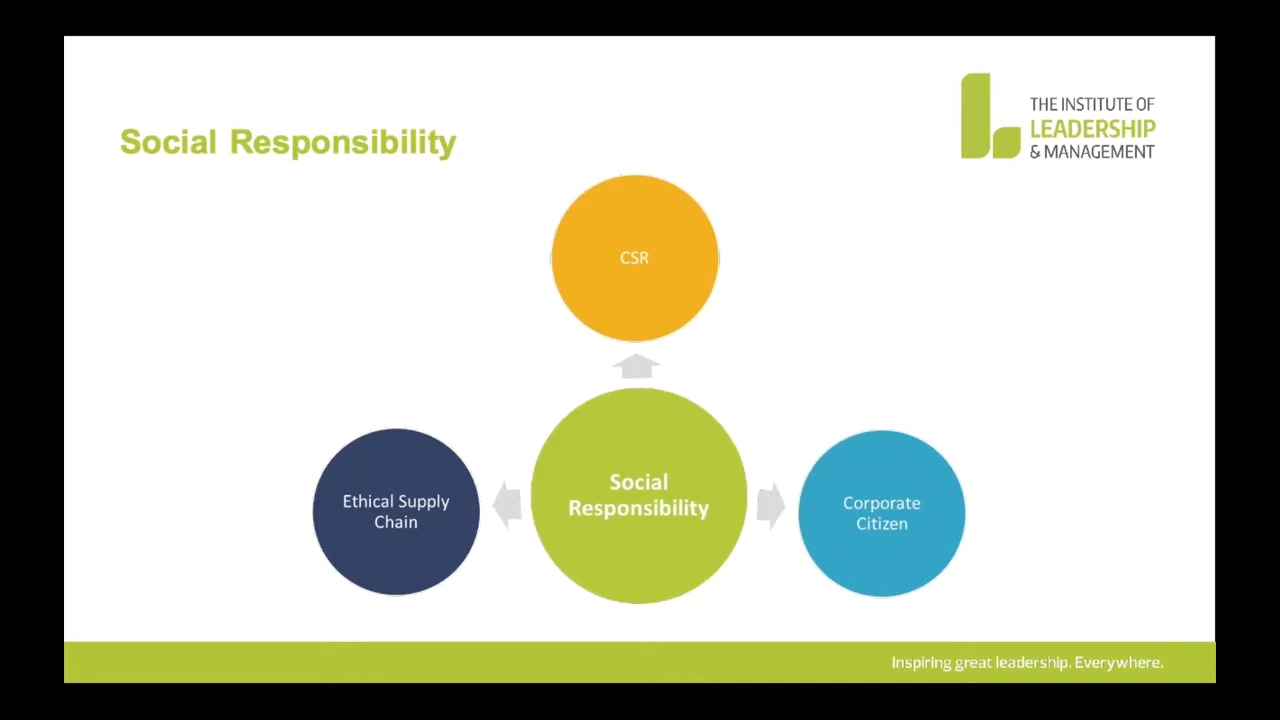 Social Responsibility
THE INSTITUTE OF
LEADERSHIP
& MANAGEMENT
CSR
Ethical Supply
Chain
Social
Responsibility
Corporate
Citizen
Inspiring great leadership. Everywhere.